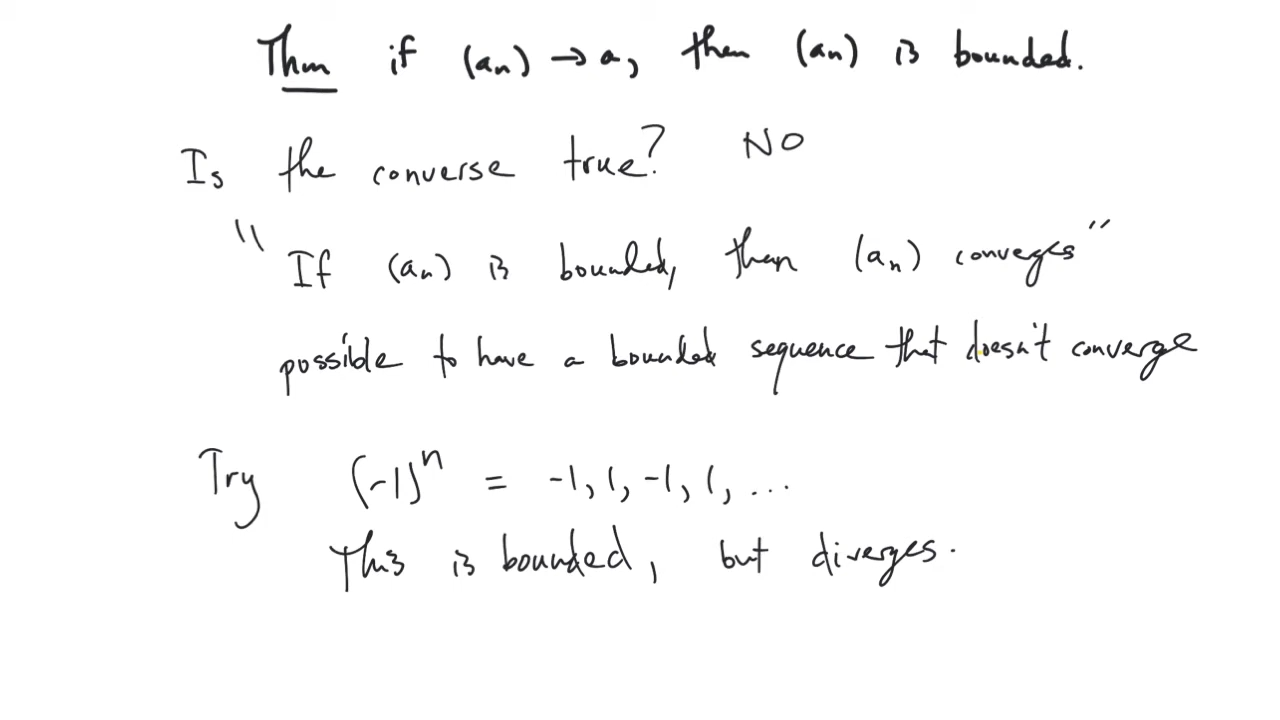 Thm if (aₙ) → a, then (aₙ) is bounded.
Is the converse true? NO
"If (aₙ) is bounded, then (aₙ) converges"
possible to have a bounded sequence that doesn't converge
Try (-1)ⁿ = -1, 1, -1, 1, ...
This is bounded, but diverges.